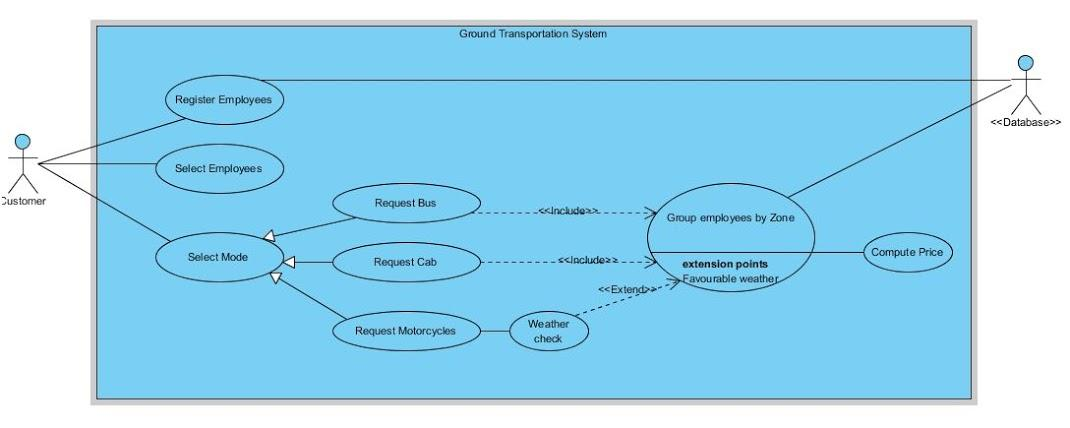 Ground Transportation System
Register Employees
<<Database>>
Select Employees
Customer
Request Bus
<<Include>>
Group employees by Zone
Select Mode
Request Cab
<<Include>>
Compute Price
extension points
Favourable weather
<<Extend>>
Request Motorcycles
Weather
check